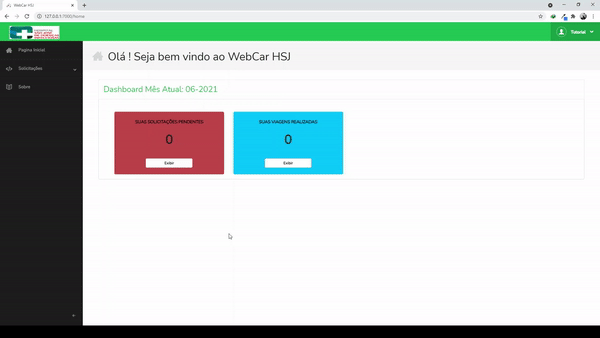 WebCar HSJ
127.0.0.1:7000/home
Tutorial
Pagina Inicial
Solicitações
Sobre
Olá ! Seja bem vindo ao WebCar HSJ
Dashboard Mês Atual: 06-2021
SUAS SOLICITAÇÕES PENDENTES
0
Exibir
SUAS VIAGENS REALIZADAS
0
Exibir